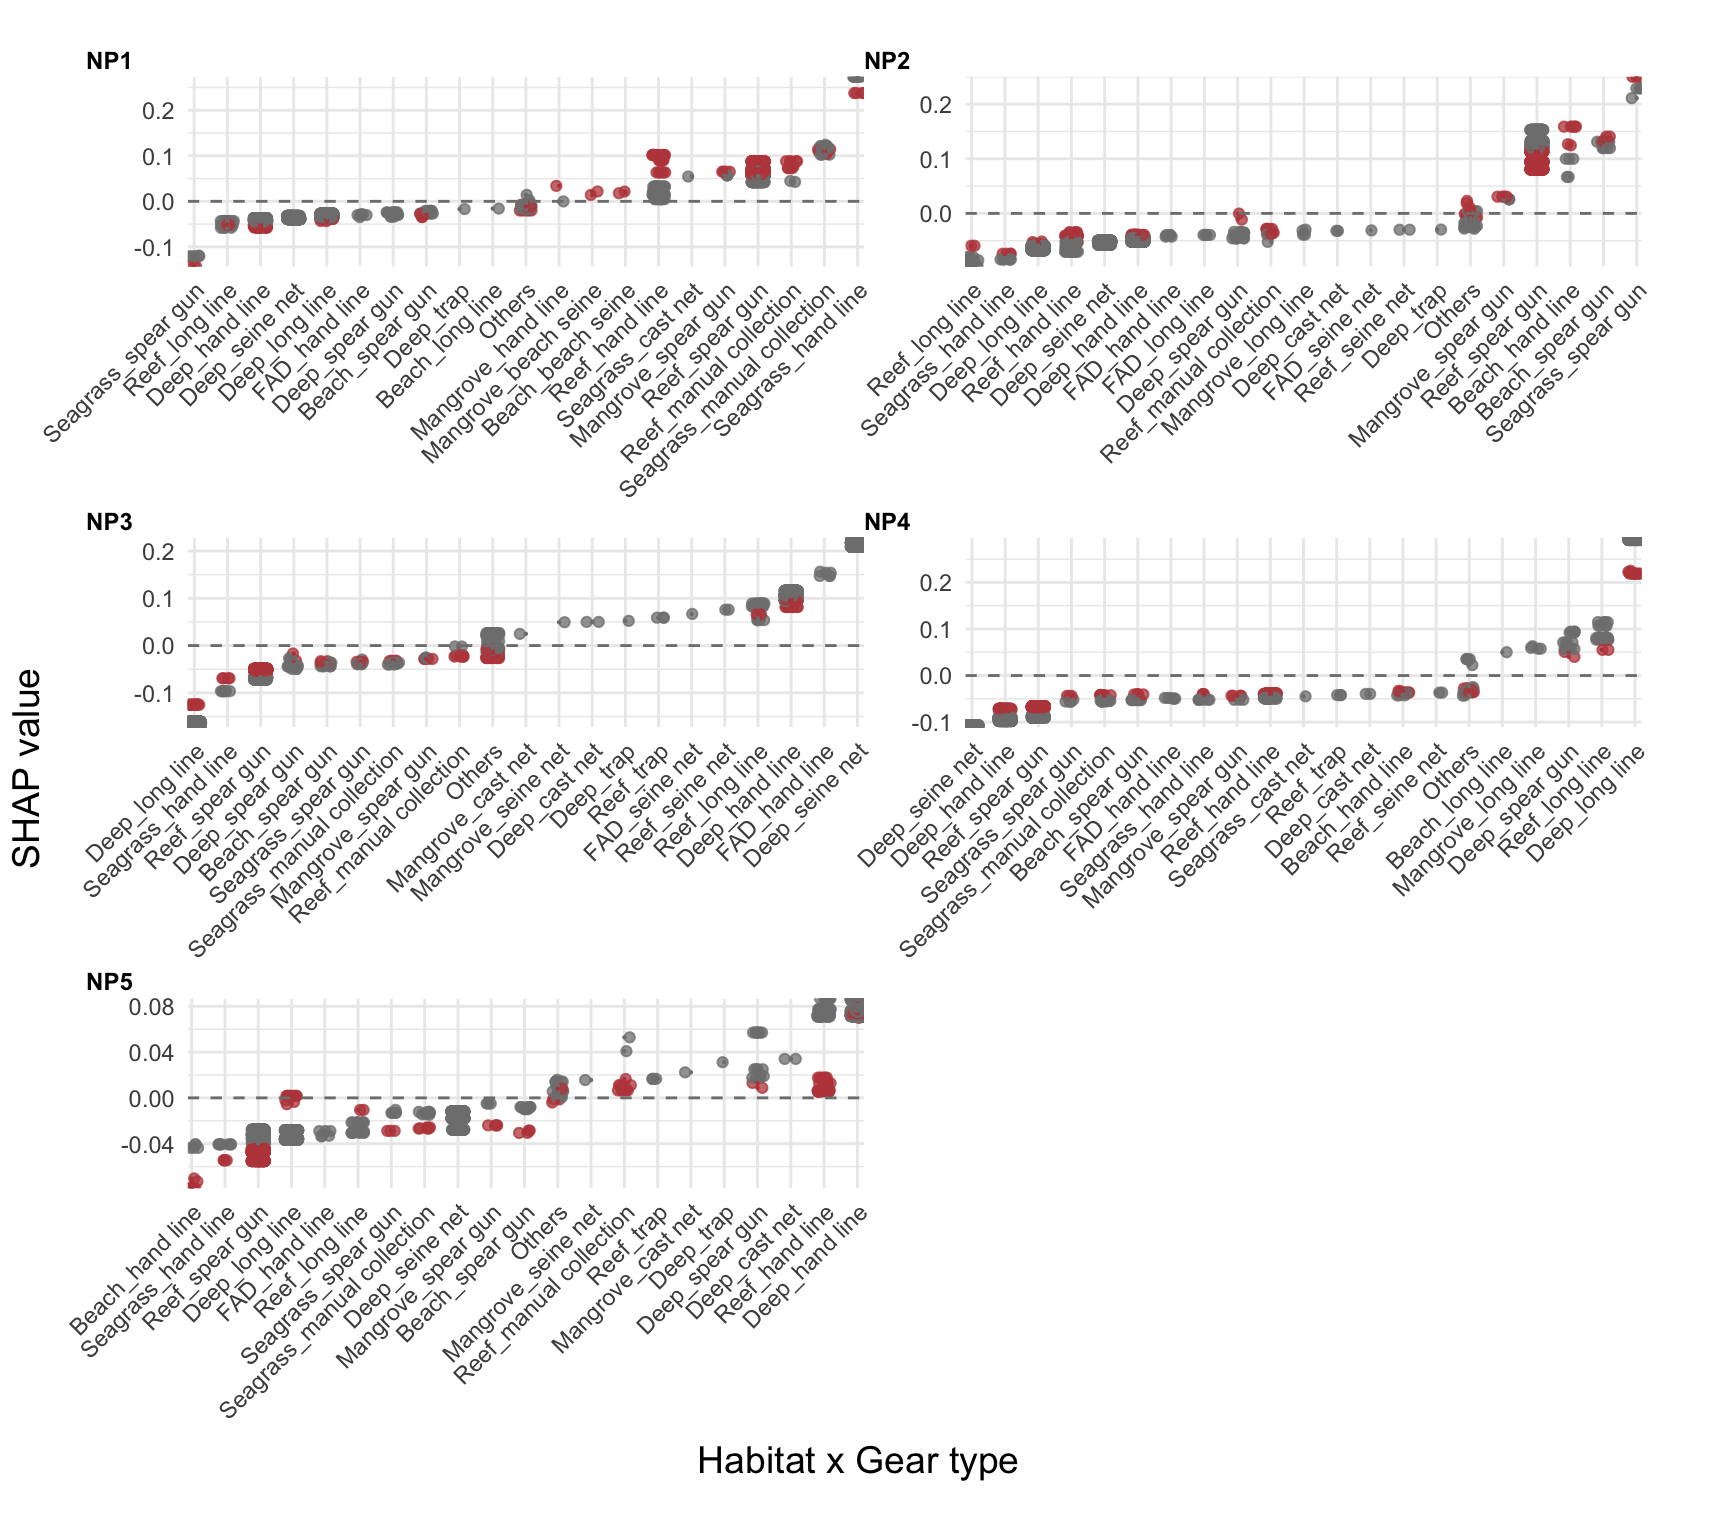 NP1
0.2
0.1
0.0
-0.1
Seagrass_spear gun
Reef_long line
Deep_hand line
Deep_seine net
Deep_long line
FAD_hand line
Deep_spear gun
Beach_spear gun
Deep_trap
Beach_long line
Others
Mangrove_hand line
Mangrove_beach seine
Beach_beach seine
Reef_hand line
Seagrass_cast net
Mangrove_spear gun
Reef_spear gun
Reef_manual collection
Seagrass_manual collection
Seagrass_hand line
NP2
0.2
0.1
0.0
Reef_long line
Seagrass_hand line
Deep_long line
Reef_hand line
Deep_seine net
Deep_hand line
FAD_hand line
FAD_long line
Deep_spear gun
Reef_manual collection
Mangrove_long line
Deep_cast net
FAD_seine net
Reef_seine net
Deep_trap
Others
Mangrove_spear gun
Reef_spear gun
Beach_hand line
Beach_spear gun
Seagrass_spear gun
NP3
0.2
0.1
0.0
-0.1
Deep_long line
Seagrass_hand line
Reef_spear gun
Deep_spear gun
Beach_spear gun
Seagrass_spear gun
Seagrass_manual collection
Mangrove_spear gun
Reef_manual collection
Others
Mangrove_cast net
Mangrove_seine net
Deep_cast net
Deep_trap
Reef_trap
FAD_seine net
Reef_seine net
Reef_long line
Deep_hand line
FAD_hand line
Deep_seine net
NP4
0.2
0.1
0.0
-0.1
Deep_seine net
Deep_hand line
Reef_spear gun
Seagrass_spear gun
Seagrass_manual collection
Beach_spear gun
FAD_hand line
Seagrass_hand line
Mangrove_spear gun
Reef_hand line
Seagrass_cast net
Reef_trap
Deep_cast net
Beach_hand line
Reef_seine net
Others
Beach_long line
Mangrove_long line
Deep_spear gun
Reef_long line
Deep_long line
NP5
0.08
0.04
0.00
-0.04
Beach_hand line
Seagrass_hand line
Reef_spear gun
Deep_long line
FAD_hand line
Reef_long line
Seagrass_spear gun
Seagrass_manual collection
Deep_seine net
Mangrove_spear gun
Beach_spear gun
Others
Mangrove_seine net
Reef_manual collection
Reef_trap
Mangrove_cast net
Deep_trap
Deep_spear gun
Deep_cast net
Reef_hand line
Deep_hand line
SHAP value
Habitat x Gear type